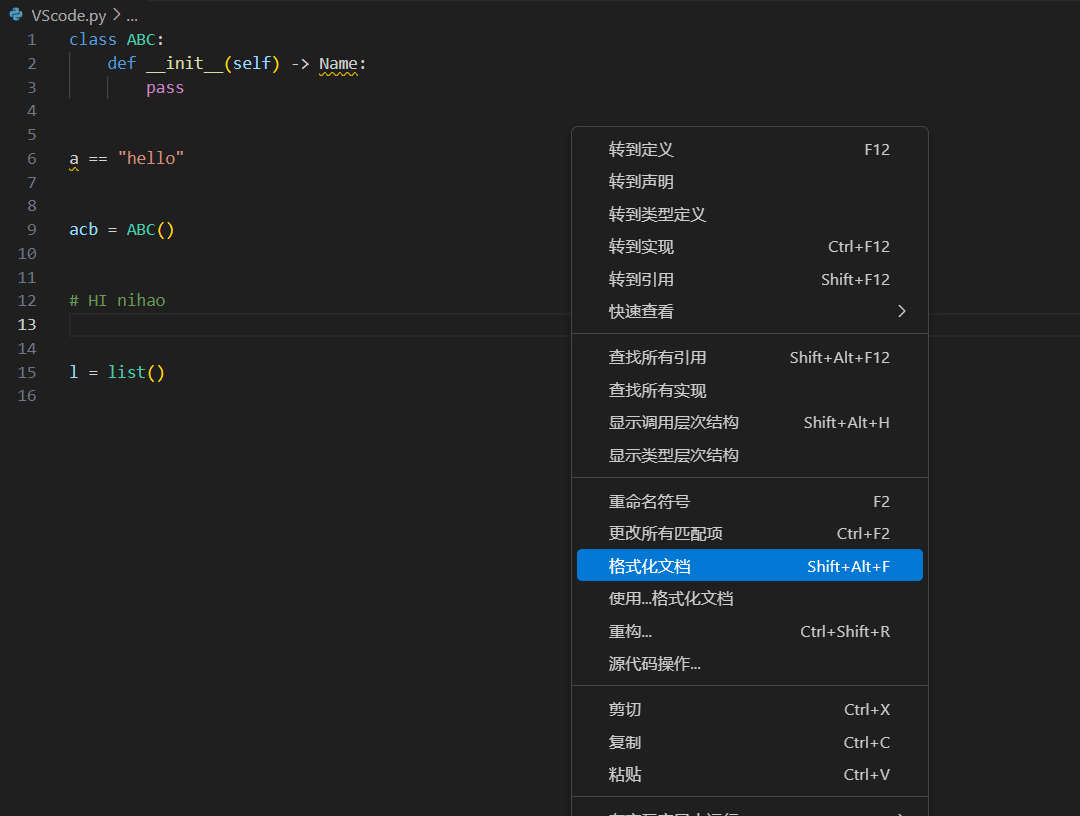 VScode.py > ...
1 class ABC:
2 def __init__(self) -> Name:
3 pass
4
5
6 a == "hello"
7
8
9 acb = ABC()
10
11
12 # HI nihao
13
14
15 l = list()
16
转到定义 F12
转到声明
转到类型定义
转到实现 Ctrl+F12
转到引用 Shift+F12
快速查看
查找所有引用 Shift+Alt+F12
查找所有实现
显示调用层次结构 Shift+Alt+H
显示类型层次结构
重命名符号 F2
更改所有匹配项 Ctrl+F2
格式化文档 Shift+Alt+F
使用...格式化文档
重构... Ctrl+Shift+R
源代码操作...
剪切 Ctrl+X
复制 Ctrl+C
粘贴 Ctrl+V